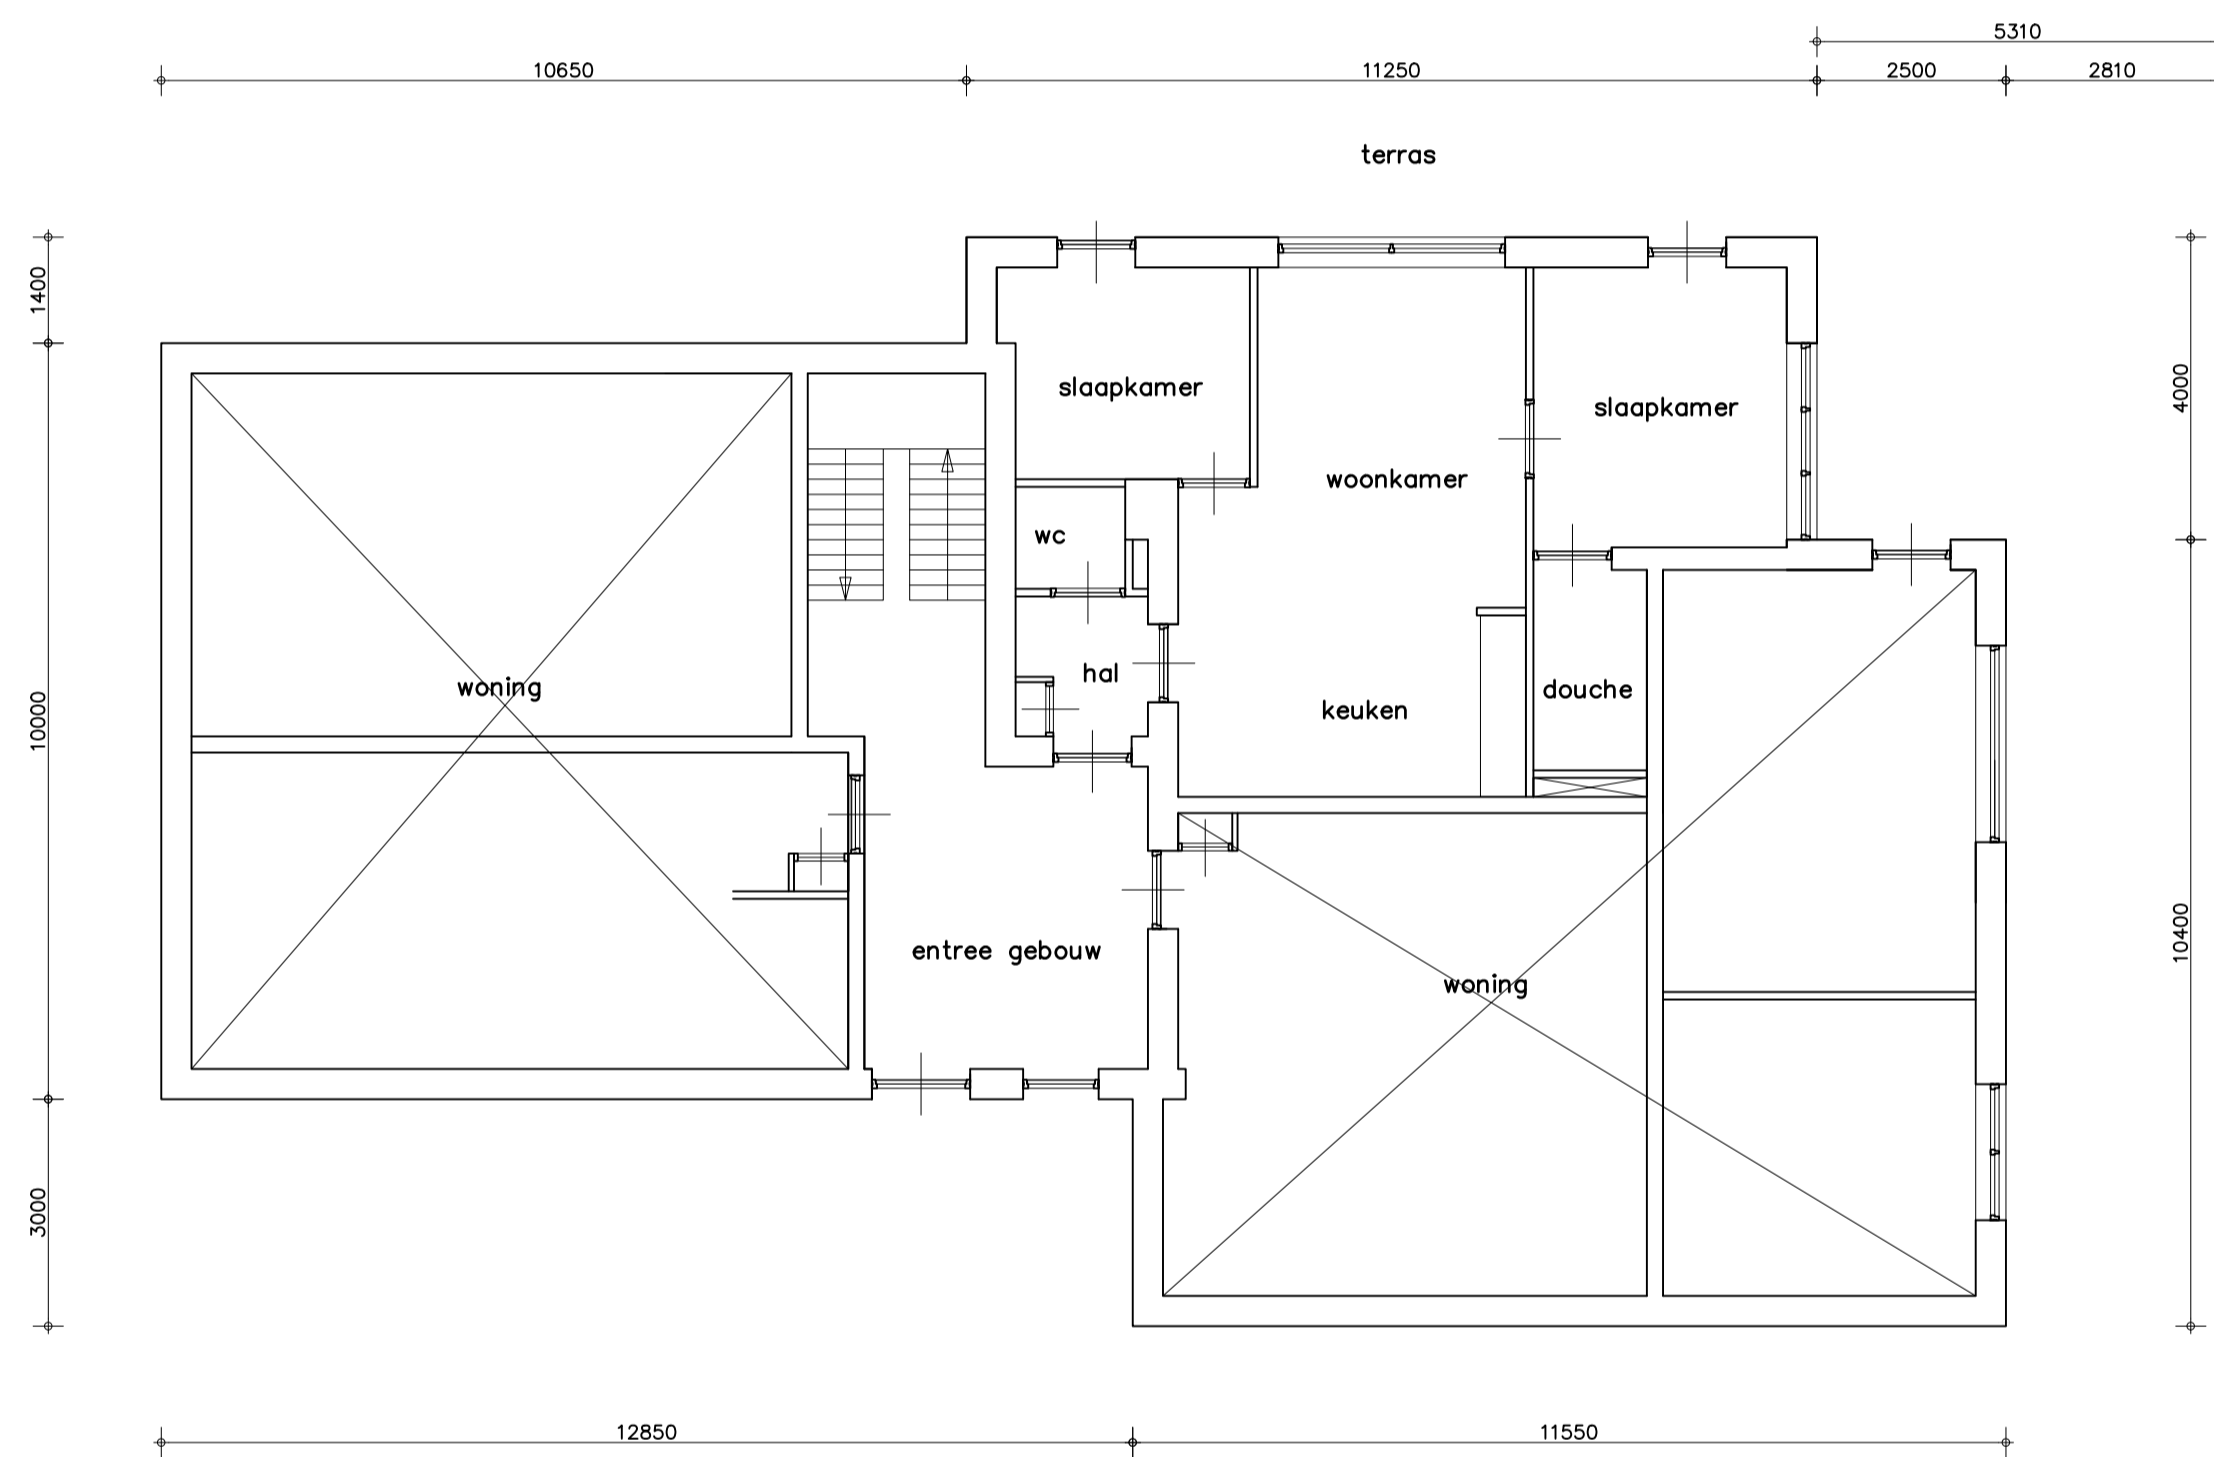 5310
10650
11250
2500
2810
terras
1400
4000
slaapkamer
slaapkamer
woonkamer
wc
hal
woning
douche
keuken
10000
10400
entree gebouw
woning
3000
12850
11550